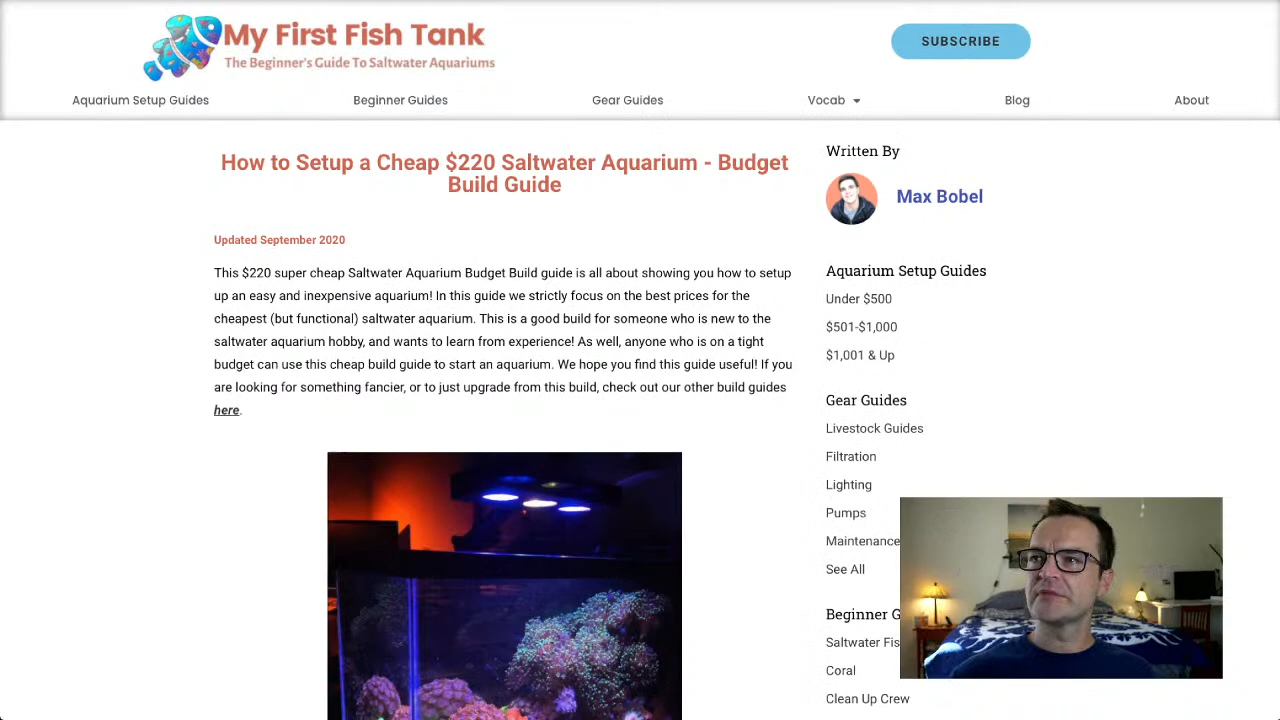 My First Fish Tank
The Beginner's Guide To Saltwater Aquariums
SUBSCRIBE
Aquarium Setup Guides
Beginner Guides
Gear Guides
Vocab
Blog
About
How to Setup a Cheap $220 Saltwater Aquarium - Budget
Build Guide
Updated September 2020
This $220 super cheap Saltwater Aquarium Budget Build guide is all about showing you how to setup
up an easy and inexpensive aquarium! In this guide we strictly focus on the best prices for the
cheapest (but functional) saltwater aquarium. This is a good build for someone who is new to the
saltwater aquarium hobby, and wants to learn from experience! As well, anyone who is on a tight
budget can use this cheap build guide to start an aquarium. We hope you find this guide useful! If you
are looking for something fancier, or to just upgrade from this build, check out our other build guides
here.
Written By
Max Bobel
Aquarium Setup Guides
Under $500
$501-$1,000
$1,001 & Up
Gear Guides
Livestock Guides
Filtration
Lighting
Pumps
Maintenance
See All
Beginner G
Saltwater Fis
Coral
Clean Up Crew